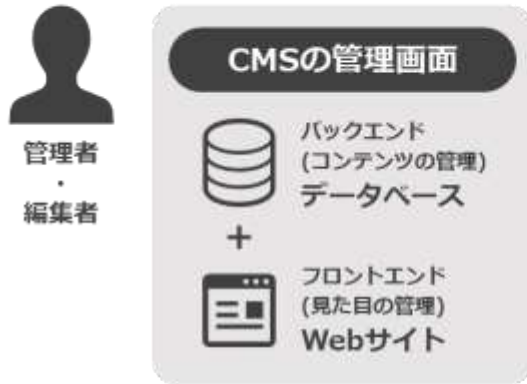 管理者
・
編集者
CMSの管理画面
バックエンド
(コンテンツの管理)
データベース
+
フロントエンド
(見た目の管理)
Webサイト